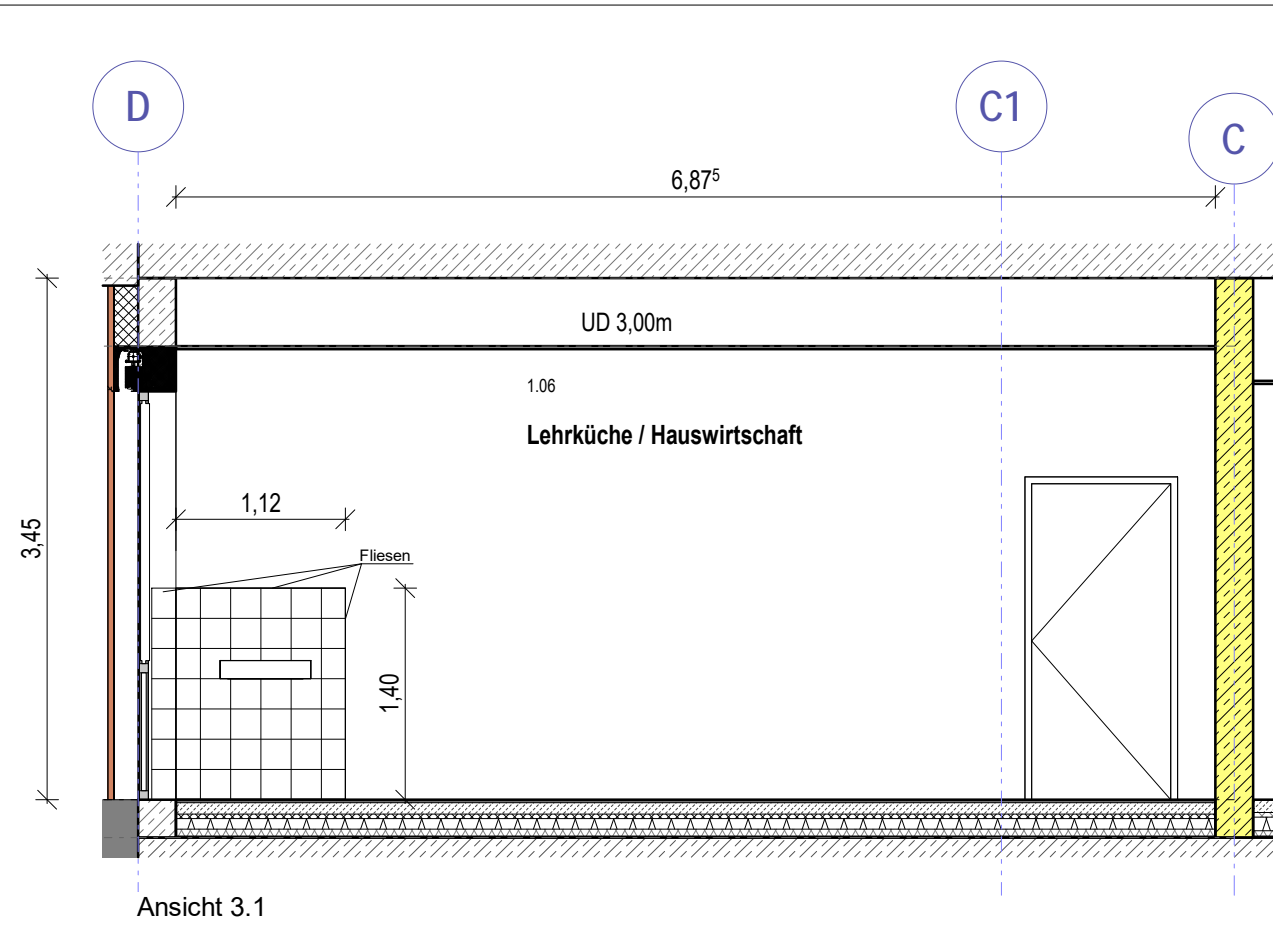 D
C1
C
6,87⁵
UD 3,00m
1.06
Lehrküche / Hauswirtschaft
1,12
3,45
Fliesen
1,40
Ansicht 3.1